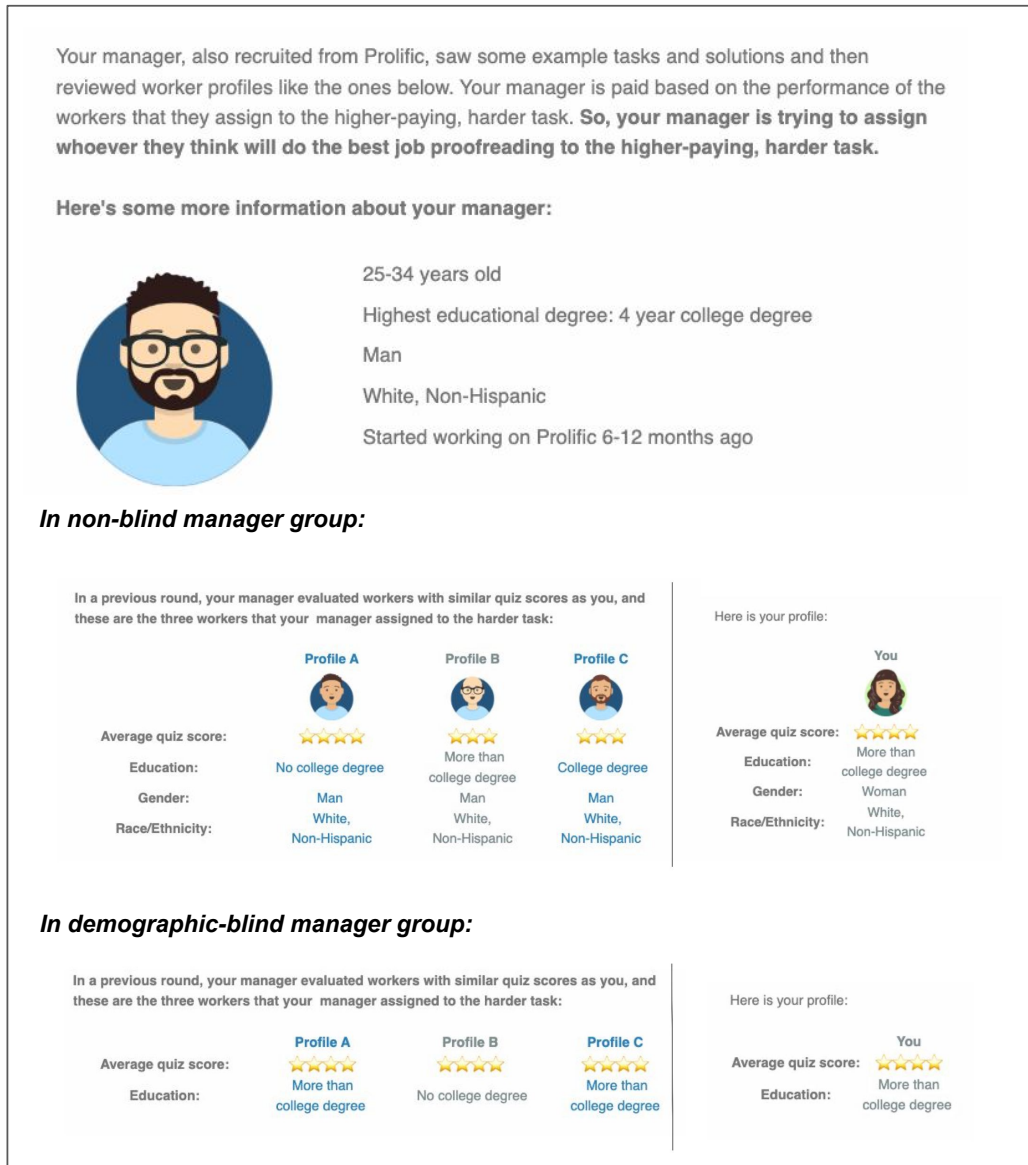 Your manager, also recruited from Prolific, saw some example tasks and solutions and then
reviewed worker profiles like the ones below. Your manager is paid based on the performance of the
workers that they assign to the higher-paying, harder task. So, your manager is trying to assign
whoever they think will do the best job proofreading to the higher-paying, harder task.
Here's some more information about your manager:
25-34 years old
Highest educational degree: 4 year college degree
Man
White, Non-Hispanic
Started working on Prolific 6-12 months ago
In non-blind manager group:
In a previous round, your manager evaluated workers with similar quiz scores as you, and
these are the three workers that your manager assigned to the harder task:
Profile A Profile B Profile C
Average quiz score:
Education: No college degree More than college degree College degree
Gender: Man Man Man
Race/Ethnicity: White, Non-Hispanic White, Non-Hispanic White, Non-Hispanic
Here is your profile:
You
Average quiz score:
Education: More than college degree
Gender: Woman
Race/Ethnicity: White, Non-Hispanic
In demographic-blind manager group:
In a previous round, your manager evaluated workers with similar quiz scores as you, and
these are the three workers that your manager assigned to the harder task:
Profile A Profile B Profile C
Average quiz score:
Education: More than college degree No college degree More than college degree
Here is your profile:
You
Average quiz score:
Education: More than college degree